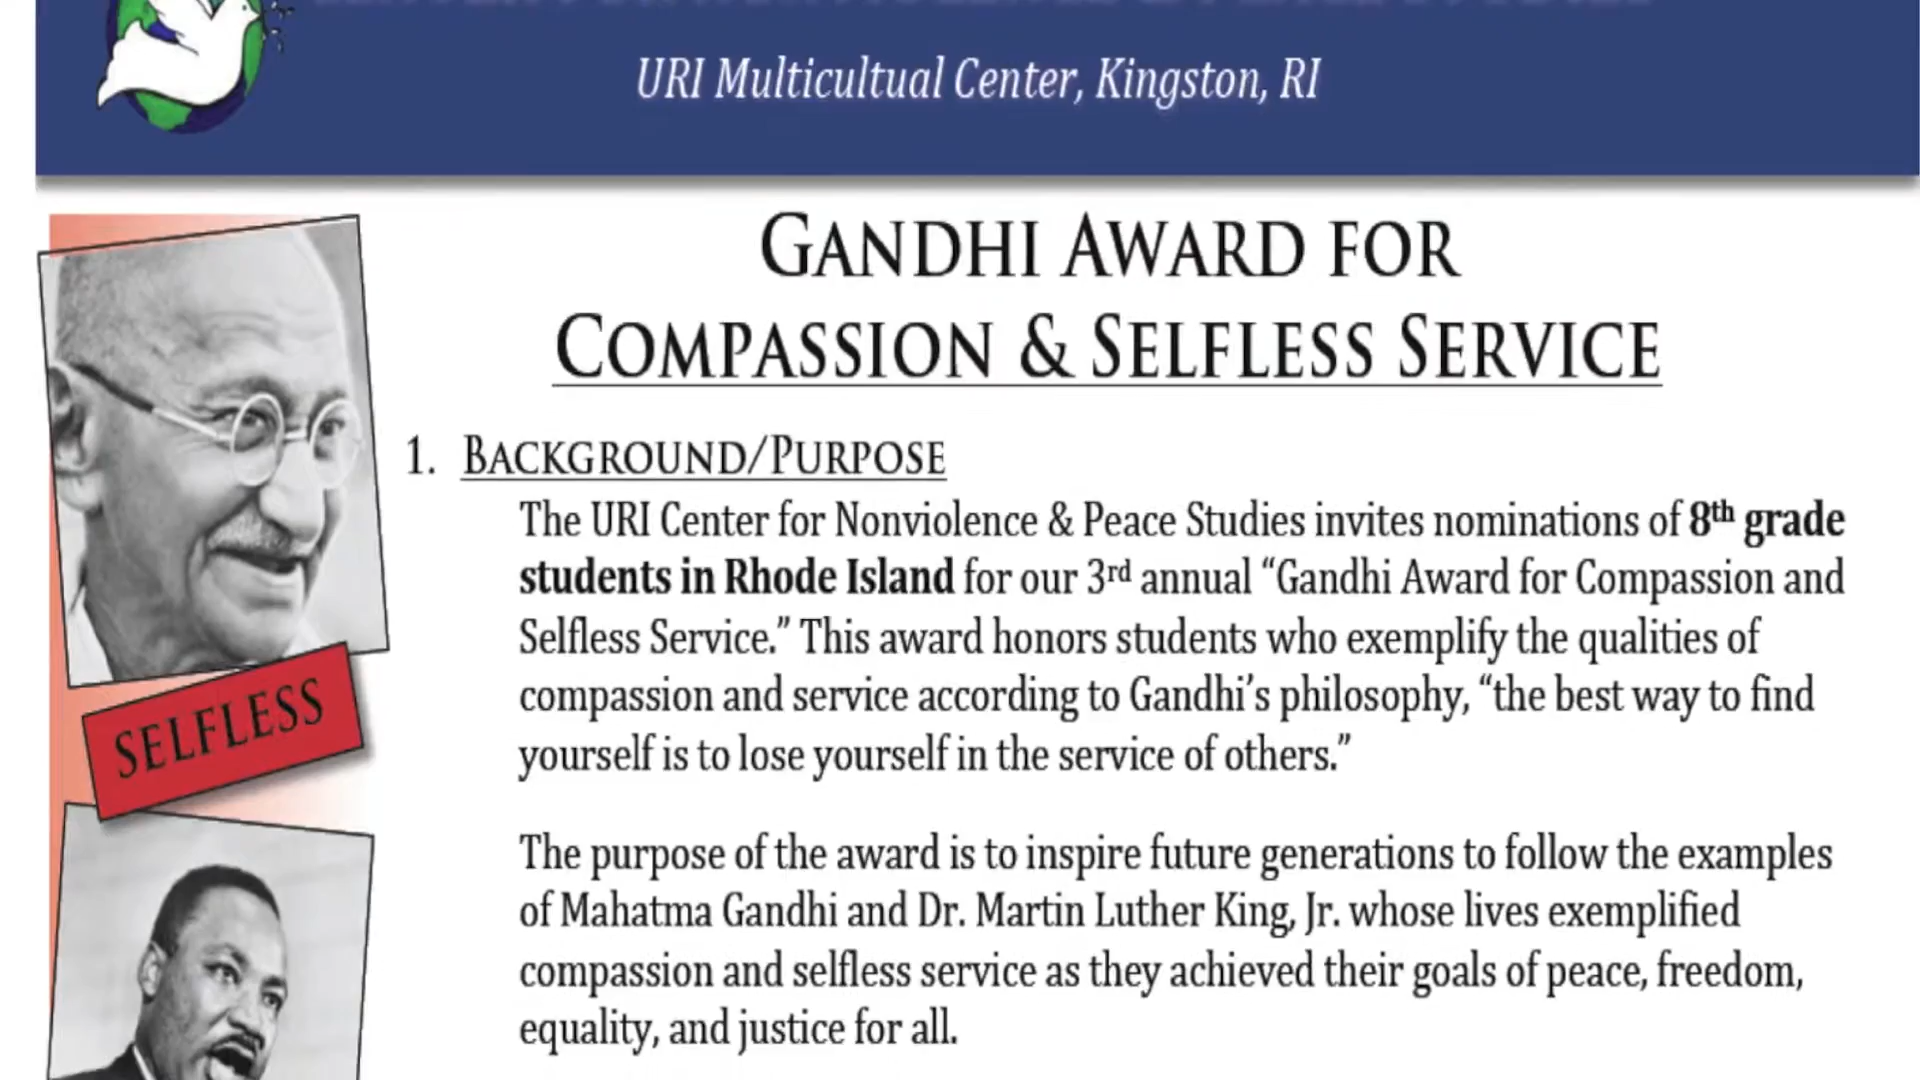 URI Multicultual Center, Kingston, RI
GANDHI AWARD FOR
COMPASSION & SELFLESS SERVICE
1. BACKGROUND/PURPOSE
The URI Center for Nonviolence & Peace Studies invites nominations of 8th grade
students in Rhode Island for our 3rd annual “Gandhi Award for Compassion and
Selfless Service.” This award honors students who exemplify the qualities of
compassion and service according to Gandhi’s philosophy, “the best way to find
yourself is to lose yourself in the service of others.”
The purpose of the award is to inspire future generations to follow the examples
of Mahatma Gandhi and Dr. Martin Luther King, Jr. whose lives exemplified
compassion and selfless service as they achieved their goals of peace, freedom,
equality, and justice for all.
SELFLESS